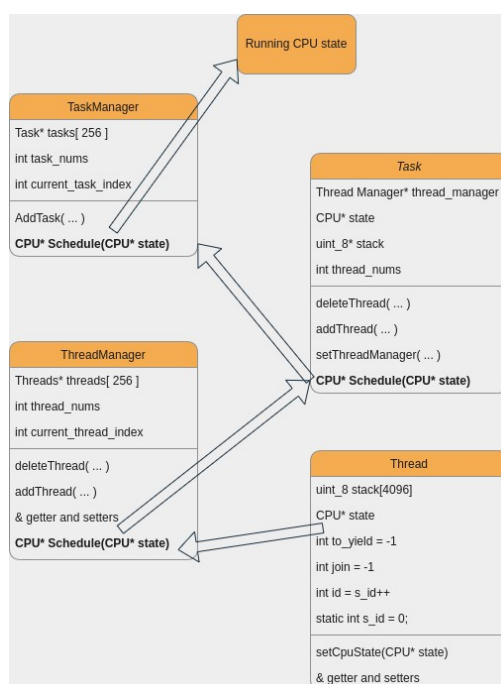 Running CPU state
TaskManager
Task* tasks[ 256 ]
int task_nums
int current_task_index
AddTask( ... )
CPU* Schedule(CPU* state)
Task
Thread Manager* thread_manager
CPU* state
uint_8* stack
int thread_nums
deleteThread( ... )
addThread( ... )
setThreadManager( ... )
CPU* Schedule(CPU* state)
ThreadManager
Threads* threads[ 256 ]
int thread_nums
int current_thread_index
deleteThread( ... )
addThread( ... )
& getter and setters
CPU* Schedule(CPU* state)
Thread
uint_8 stack[4096]
CPU* state
int to_yield = -1
int join = -1
int id = s_id++
static int s_id = 0;
setCpuState(CPU* state)
& getter and setters